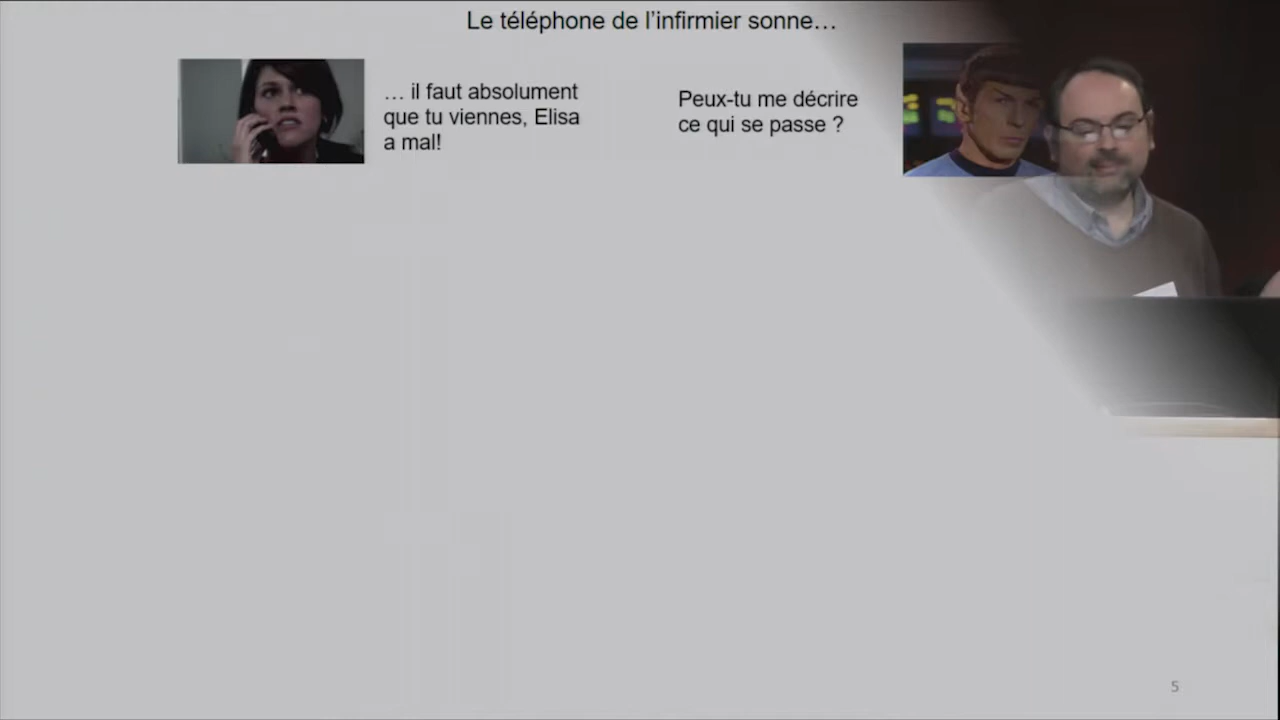 Le téléphone de l’infirmier sonne…
… il faut absolument
que tu viennes, Elisa
a mal!
Peux-tu me décrire
ce qui se passe ?
5